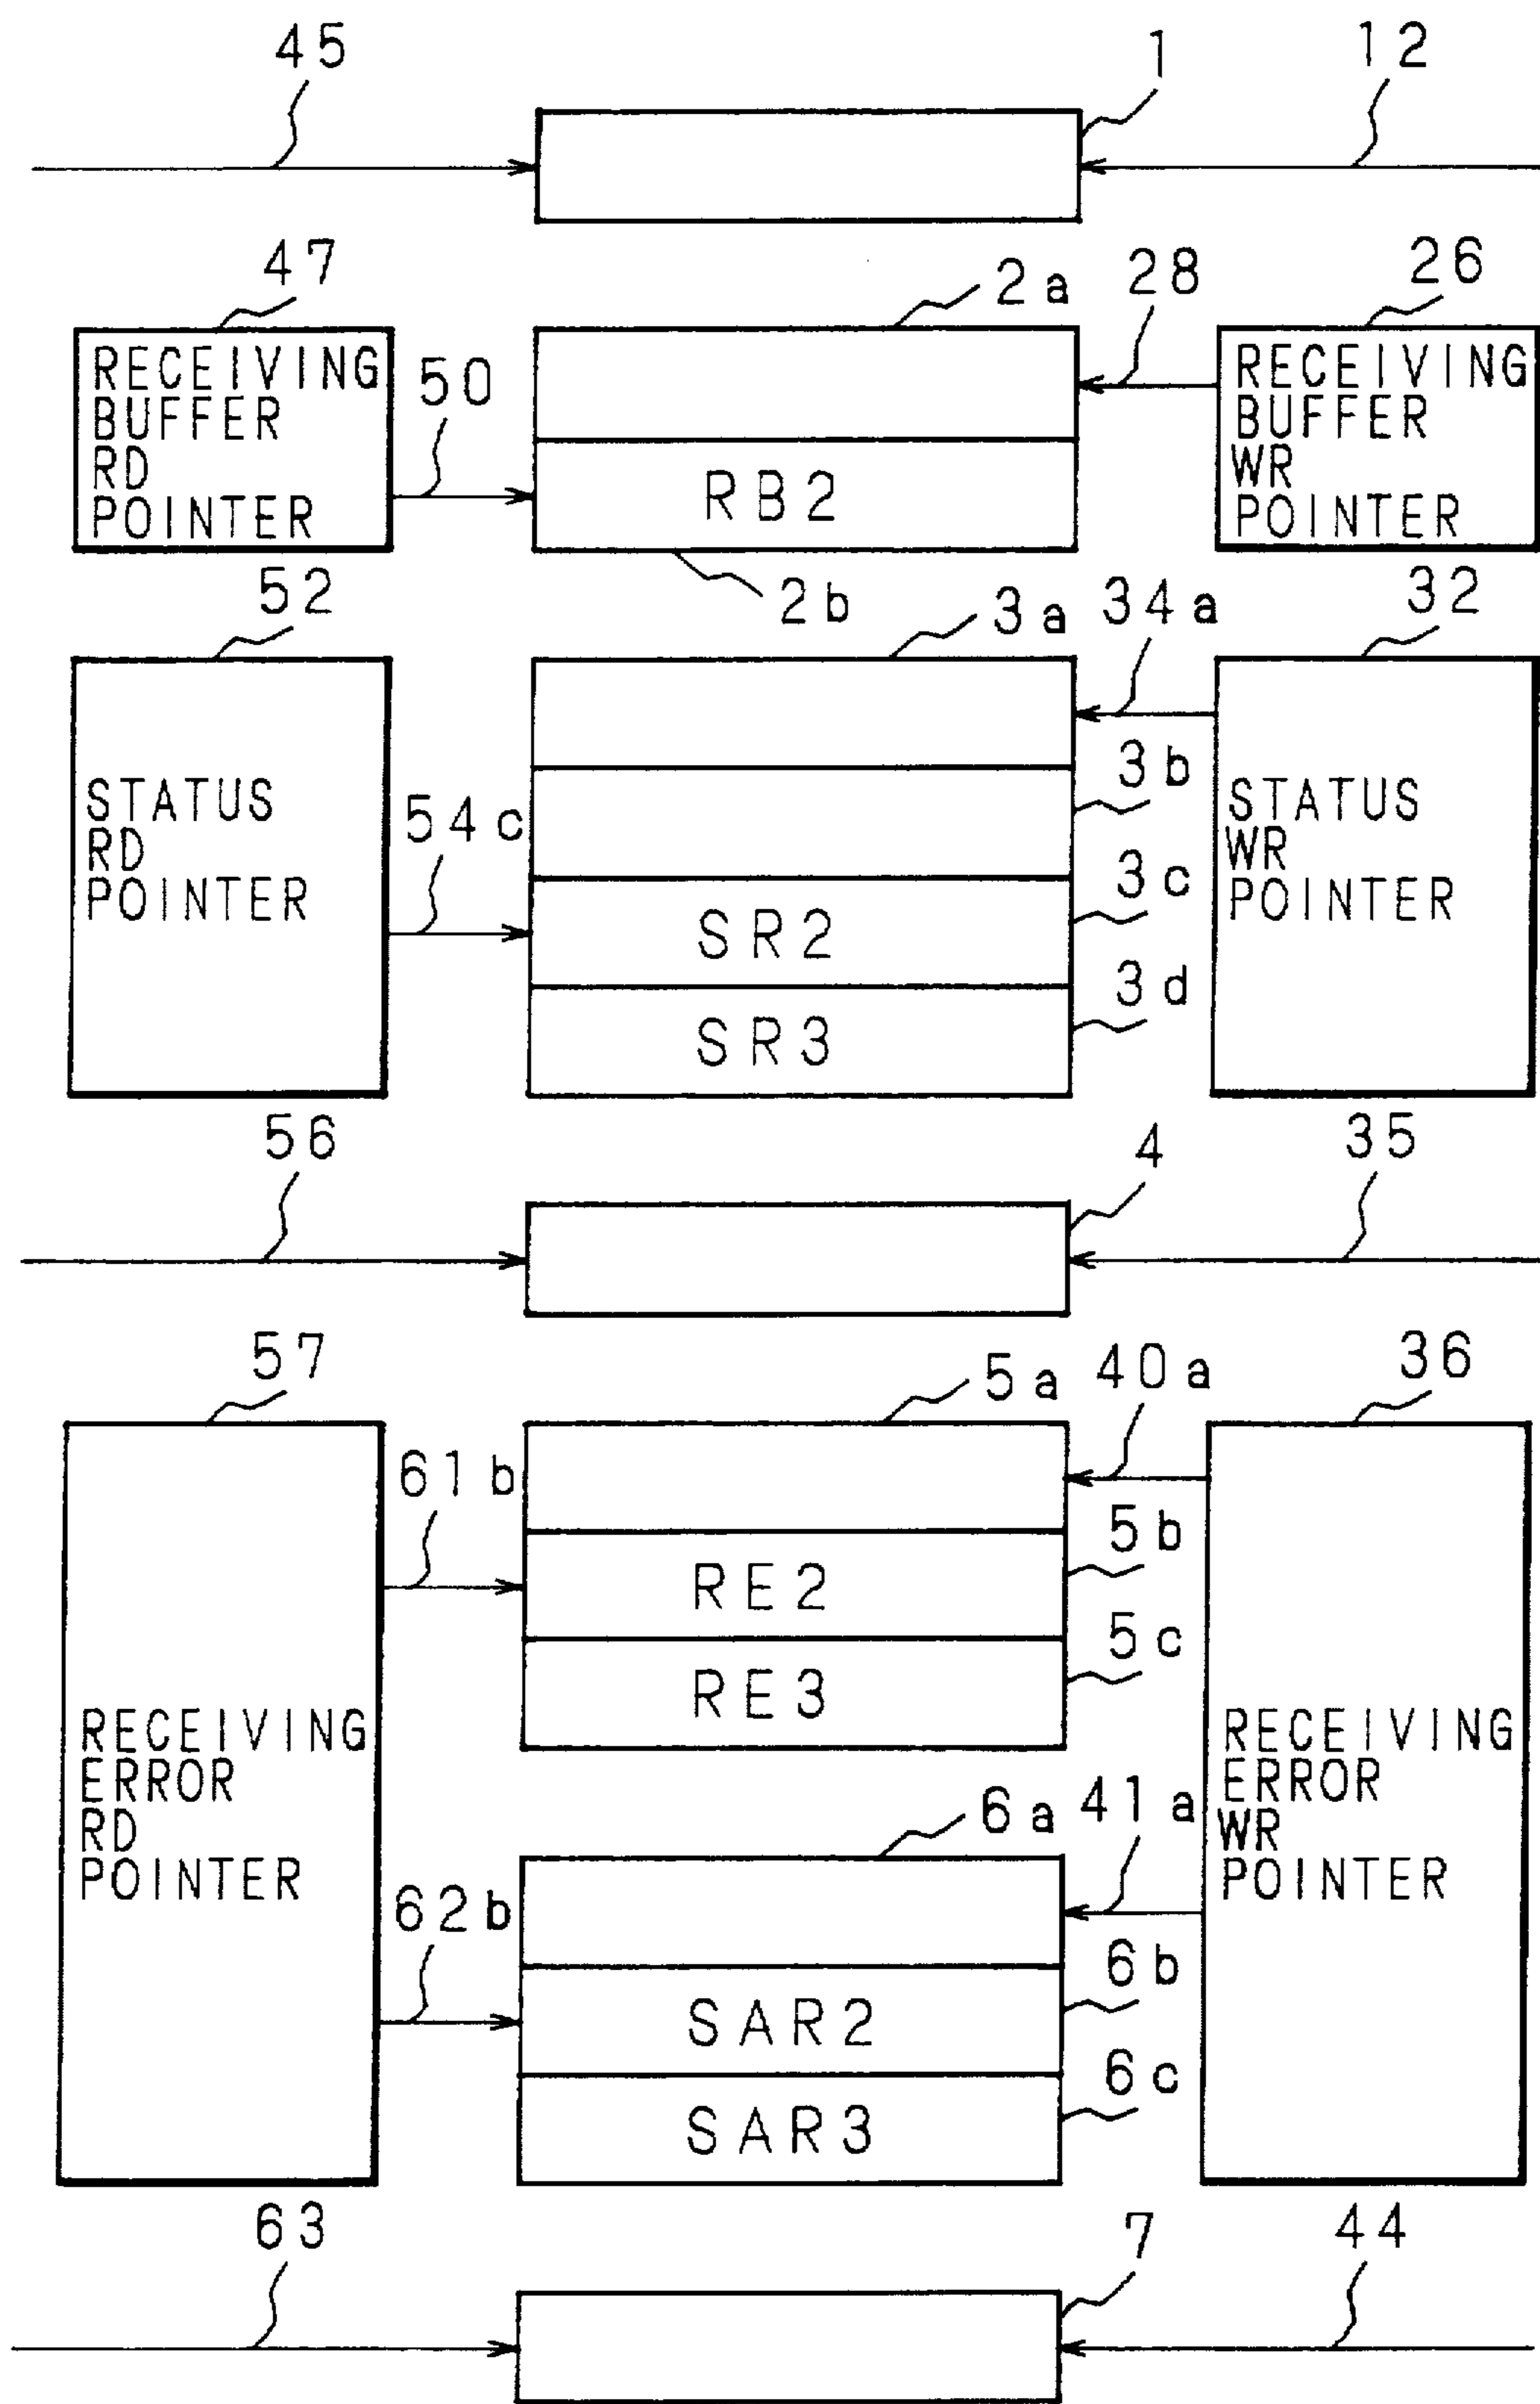 45
1
12
47
2a
28
26
RECEIVING
BUFFER
RD
POINTER
50
RB2
RECEIVING
BUFFER
WR
POINTER
2b
52
3a
34a
32
STATUS
RD
POINTER
54c
3b
3c
SR2
3d
SR3
STATUS
WR
POINTER
56
4
35
57
5a
40a
36
61b
5b
RE2
5c
RE3
RECEIVING
ERROR
RD
POINTER
RECEIVING
ERROR
WR
POINTER
6a
41a
62b
6b
SAR2
6c
SAR3
63
7
44